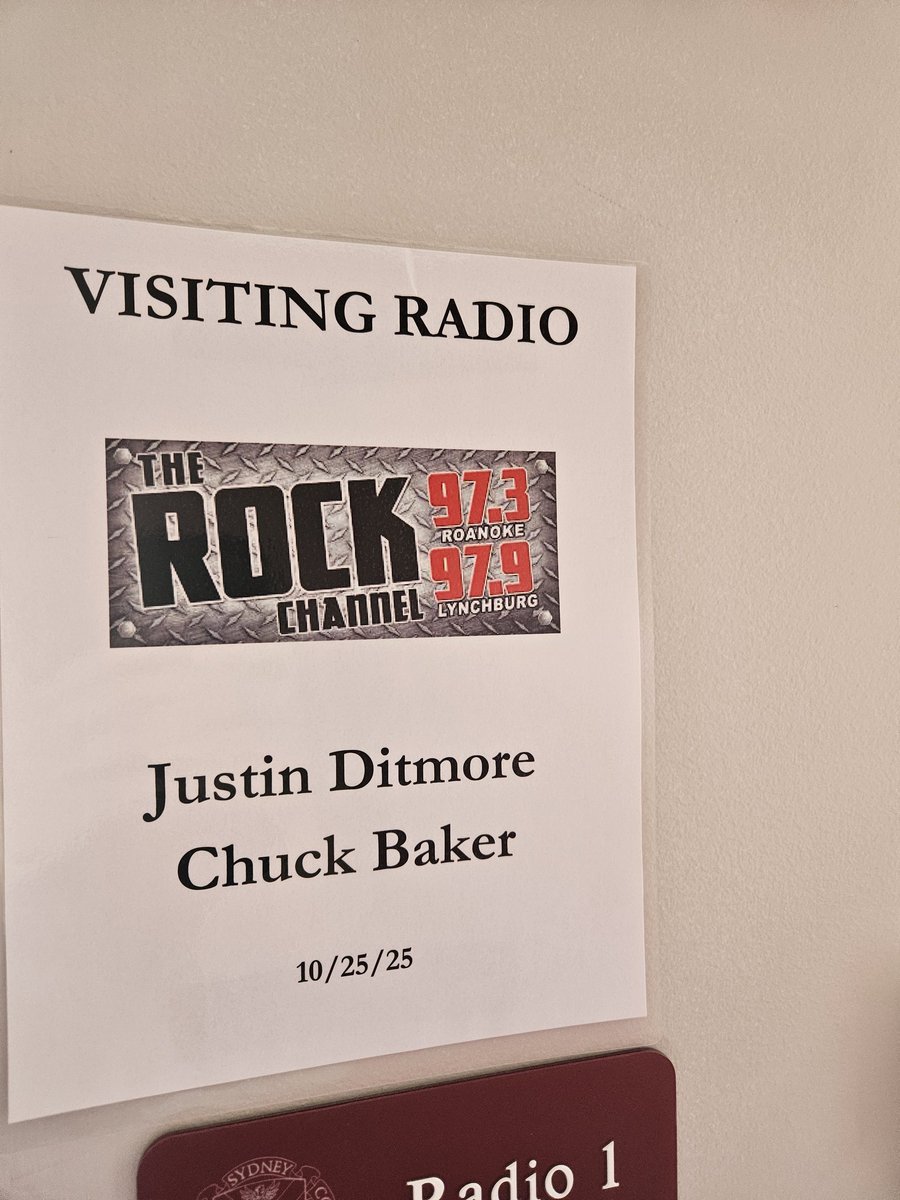 VISITING RADIO
THE
ROCK
CHANNEL
97.3
ROANOKE
97.9
LYNCHBURG
Justin Ditmore
Chuck Baker
10/25/25
SYDNEY
Radio 1